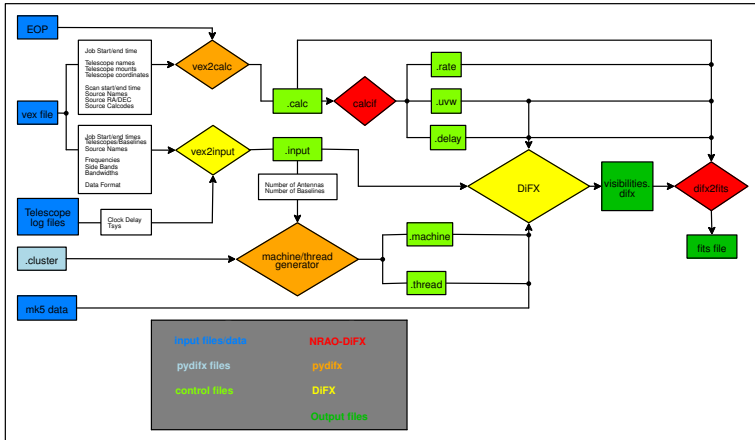 EOP
Job Start/end time
Telescope names
Telescope mounts
Telescope coordinates
Scan start/end time
Source Names
Source RA/DEC
Source Calcodes
vex2calc
vex file
.calc
calcif
.rate
.uvw
.delay
Job Start/end times
Telescopes/Baselines
Source Names
Frequencies
Side Bands
Bandwidths
Data Format
vex2input
.input
Number of Antennas
Number of Baselines
DiFX
visibilities.
difx
difx2fits
fits file
Telescope
log files
Clock Delay
Tsys
.cluster
machine/thread
generator
.machine
.thread
mk5 data
input files/data
NRAO-DiFX
pydifx files
pydifx
control files
DiFX
Output files